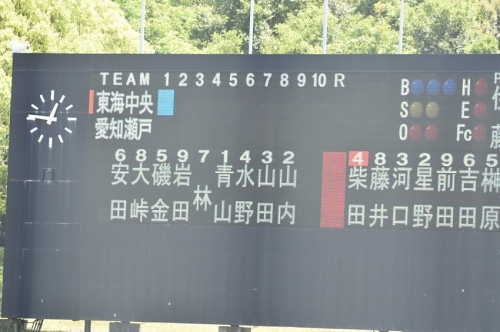 TEAM 1 2 3 4 5 6 7 8 9 10 R
東海中央
愛知瀬戸
B H
S E
O Fc
6 8 5 9 7 1 4 3 2
安 大 磯 岩 林 青 水 山 山
田 峠 金 田 山 野 田 内
4 8 3 2 9 6 5
柴 藤 河 星 前 吉 榊
田 井 口 野 田 田 原